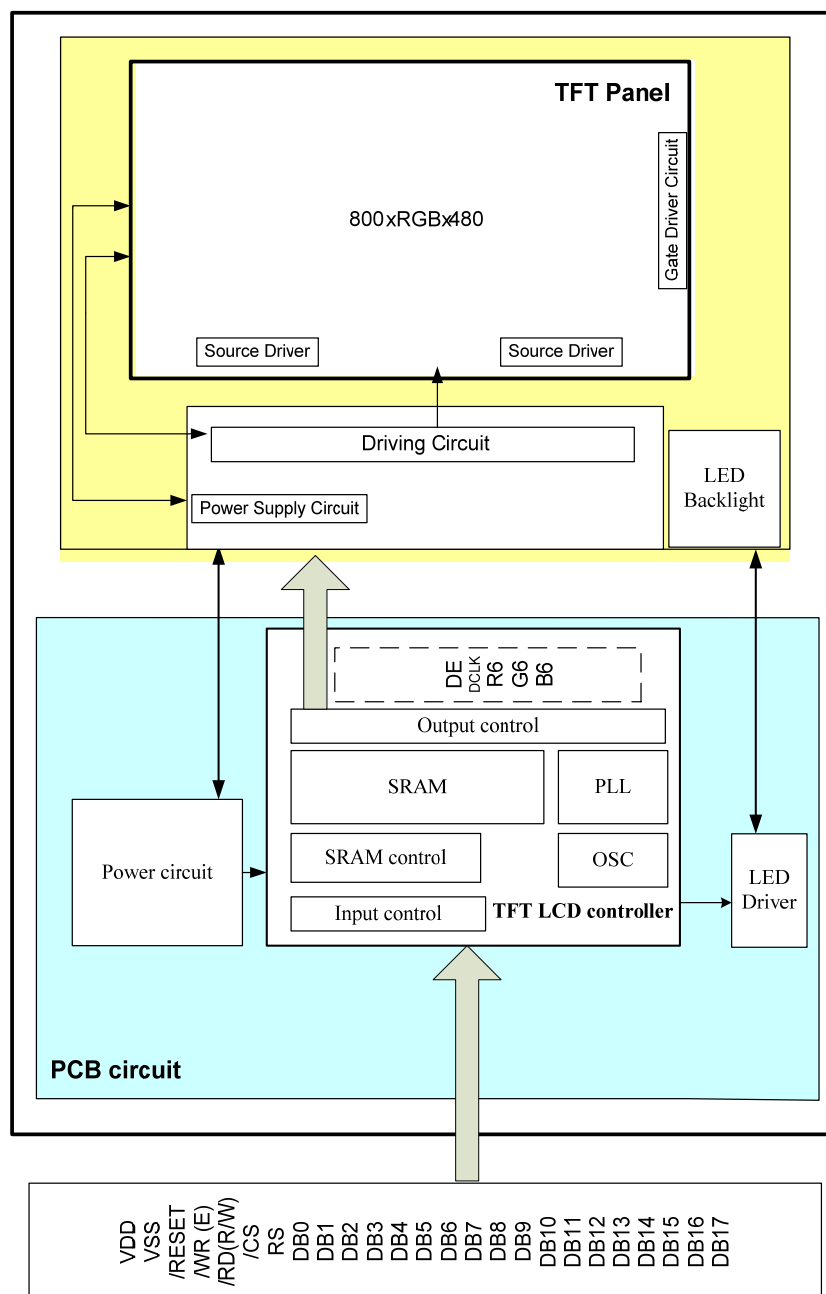 TFT Panel
Gate Driver Circuit
800xRGBx480
Source Driver
Source Driver
Driving Circuit
Power Supply Circuit
LED
Backlight
DE
DCLK
R6
G6
B6
Output control
SRAM
PLL
Power circuit
SRAM control
OSC
LED
Driver
Input control
TFT LCD controller
PCB circuit
VDD
VSS
/RESET
/WR (E)
/RD(R/W)
/CS
RS
DB0
DB1
DB2
DB3
DB4
DB5
DB6
DB7
DB8
DB9
DB10
DB11
DB12
DB13
DB14
DB15
DB16
DB17